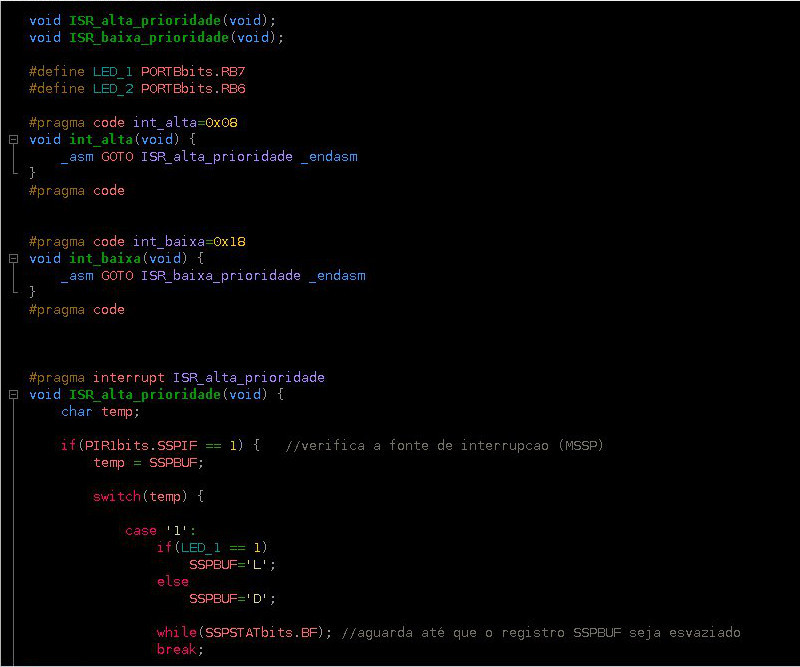 void ISR_alta_prioridade(void);
void ISR_baixa_prioridade(void);
#define LED_1 PORTBbits.RB7
#define LED_2 PORTBbits.RB6
#pragma code int_alta=0x08
void int_alta(void) {
_asm GOTO ISR_alta_prioridade _endasm
}
#pragma code
#pragma code int_baixa=0x18
void int_baixa(void) {
_asm GOTO ISR_baixa_prioridade _endasm
}
#pragma code
#pragma interrupt ISR_alta_prioridade
void ISR_alta_prioridade(void) {
char temp;
if(PIR1bits.SSPIF == 1) { //verifica a fonte de interrupcao (MSSP)
temp = SSPBUF;
switch(temp) {
case '1':
if(LED_1 == 1)
SSPBUF='L';
else
SSPBUF='D';
while(SSPSTATbits.BF); //aguarda até que o registro SSPBUF seja esvaziado
break;